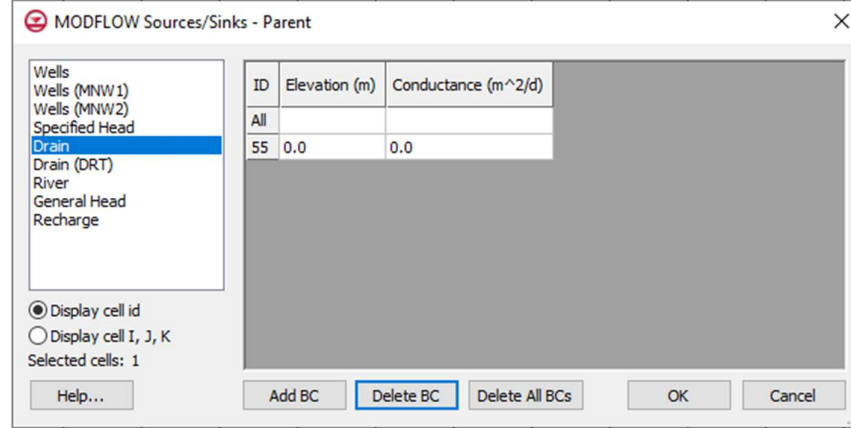 MODFLOW Sources/Sinks - Parent
Wells
Wells (MNW1)
Wells (MNW2)
Specified Head
Drain
Drain (DRT)
River
General Head
Recharge
ID Elevation (m) Conductance (m^2/d)
All
55 0.0 0.0
Display cell id
Display cell I, J, K
Selected cells: 1
Help... Add BC Delete BC Delete All BCs OK Cancel